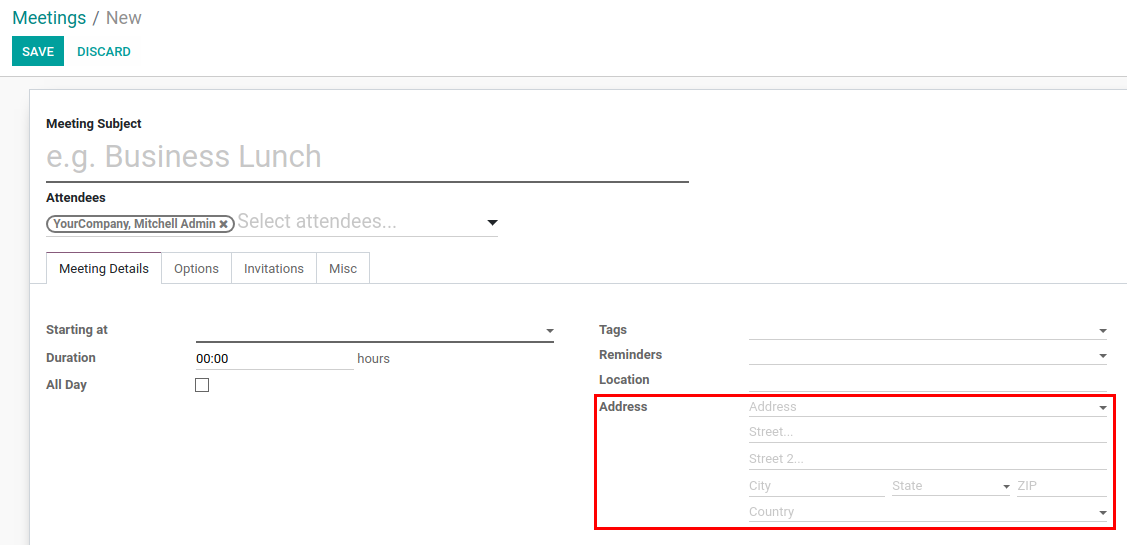 Meetings / New
SAVE DISCARD
Meeting Subject
e.g. Business Lunch
Attendees
YourCompany, Mitchell Admin Select attendees...
Meeting Details Options Invitations Misc
Starting at
Duration 00:00 hours
All Day
Tags
Reminders
Location
Address Address
Street...
Street 2...
City State ZIP
Country